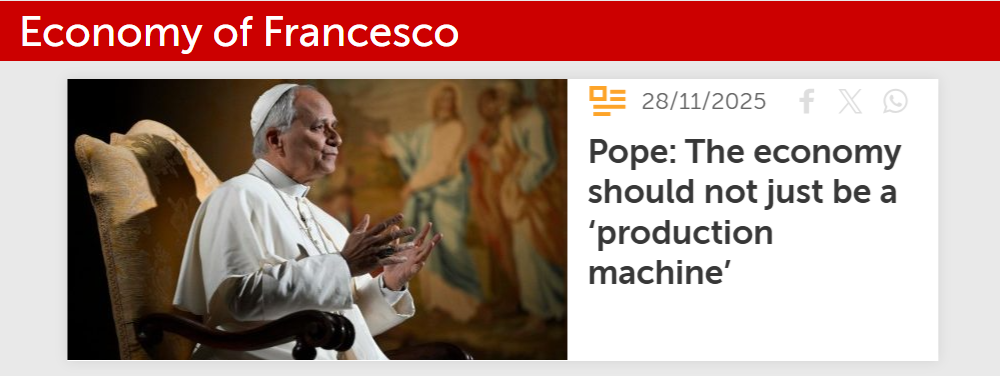 Economy of Francesco
28/11/2025
Pope: The economy
should not just be a
‘production
machine’